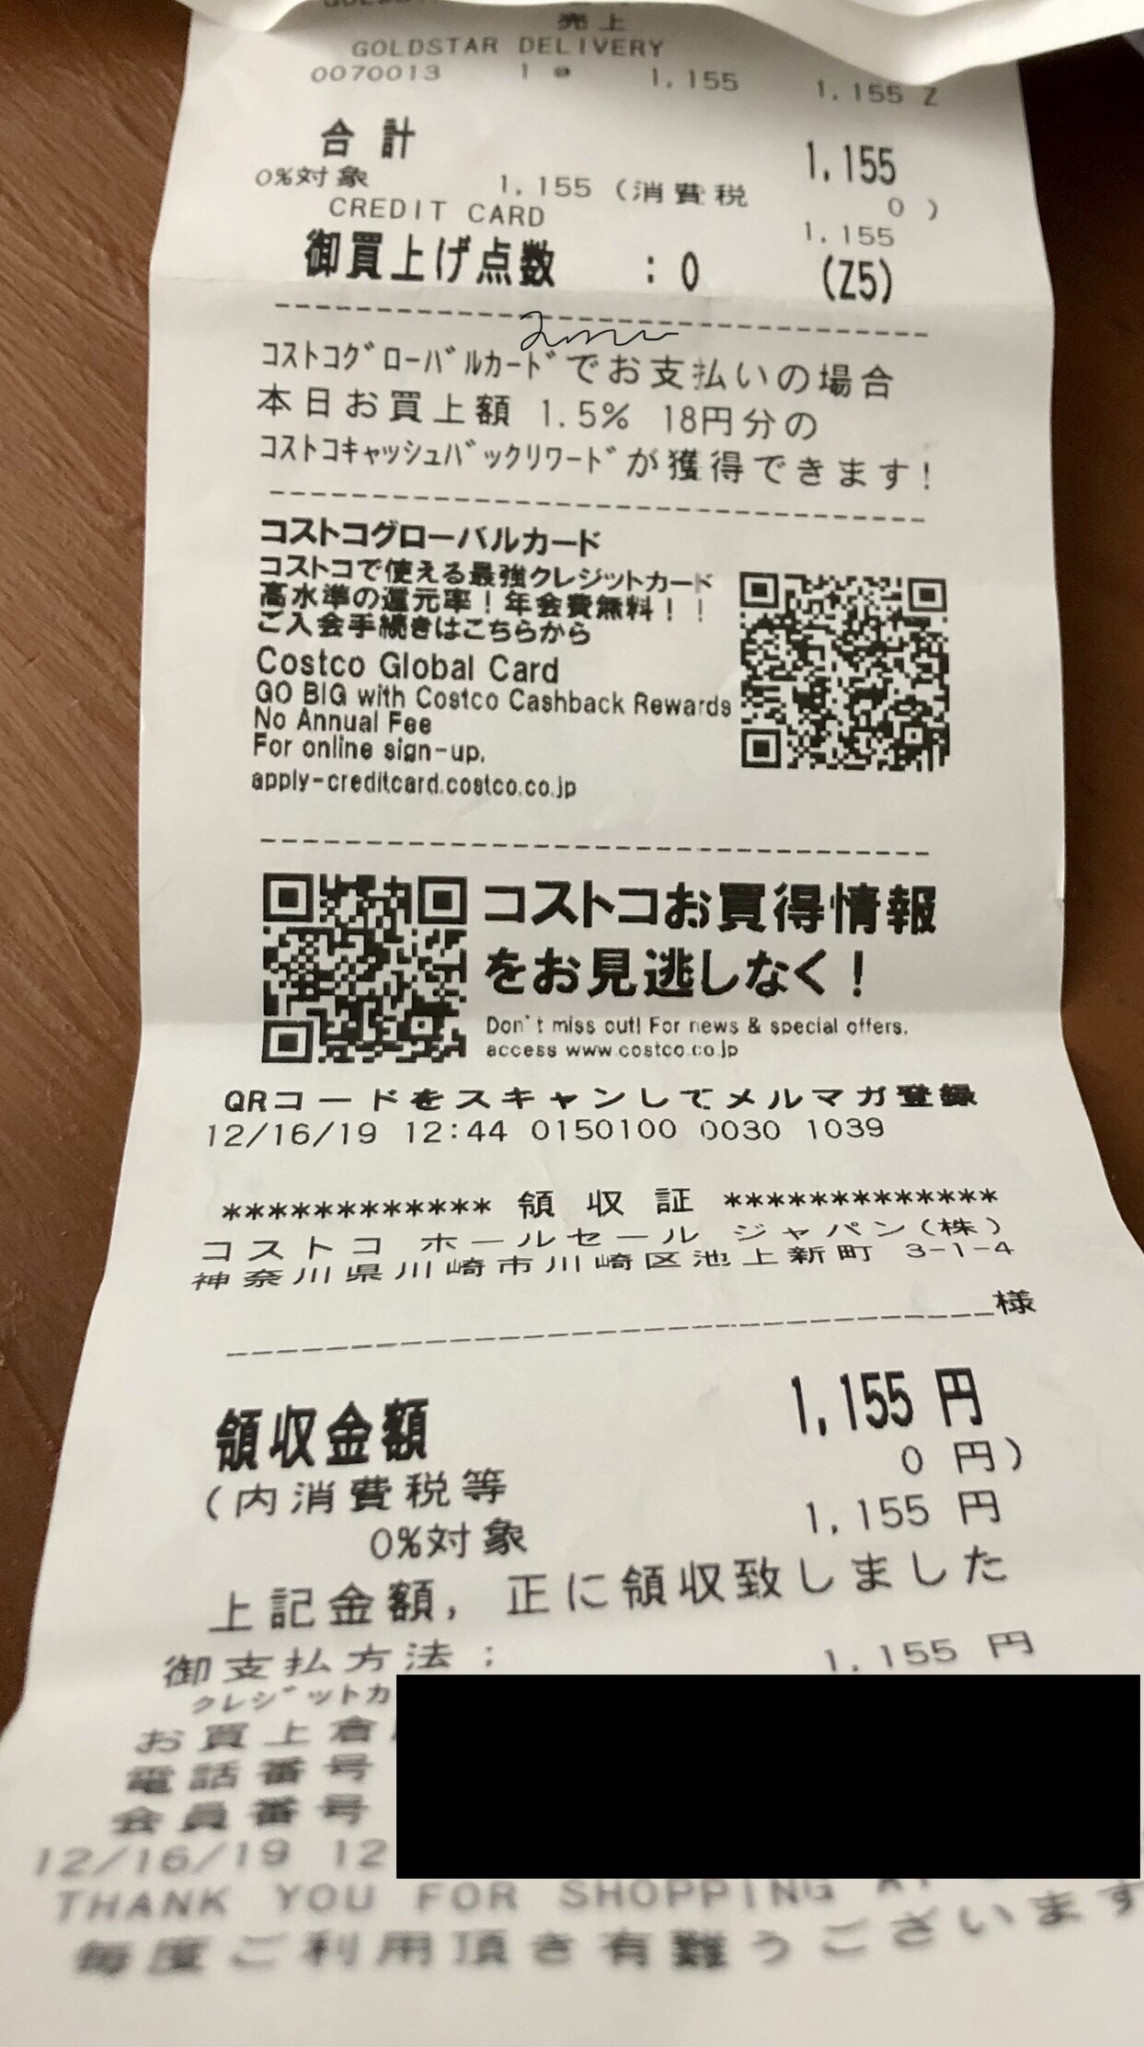 売上
GOLDSTAR DELIVERY
0070013 1 @ 1,155 1,155 Z
合計 1,155
0%対象 1,155 (消費税 0 )
CREDIT CARD 1,155
御買上げ点数 : 0 (Z5)
コストコグローバルカードでお支払いの場合
本日お買上額 1.5% 18円分の
コストコキャッシュバックリワードが獲得できます!
コストコグローバルカード
コストコで使える最強クレジットカード
高水準の還元率!年会費無料!!
ご入会手続きはこちらから
Costco Global Card
GO BIG with Costco Cashback Rewards
No Annual Fee
For online sign-up,
apply-creditcard.costco.co.jp
コストコお買得情報
をお見逃しなく!
Don't miss out! For news & special offers,
access www.costco.co.jp
QRコードをスキャンしてメルマガ登録
12/16/19 12:44 0150100 0030 1039
************ 領収証 ************
コストコ ホールセール ジャパン(株)
神奈川県川崎市川崎区池上新町 3-1-4
様
領収金額 1,155 円
(内消費税等 0 円)
0%対象 1,155 円
上記金額, 正に領収致しました
御支払方法: 1,155 円
クレジットカ
お買上倉
電話番号
会員番号
12/16/19 12
THANK YOU FOR SHOPPING
毎度ご利用頂き有難うございます